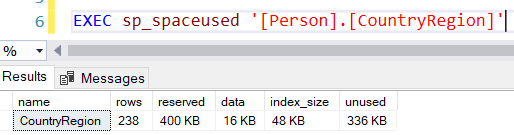 6 EXEC sp_spaceused '[Person].[CountryRegion]'
%
Results Messages
name rows reserved data index_size unused
CountryRegion 238 400 KB 16 KB 48 KB 336 KB